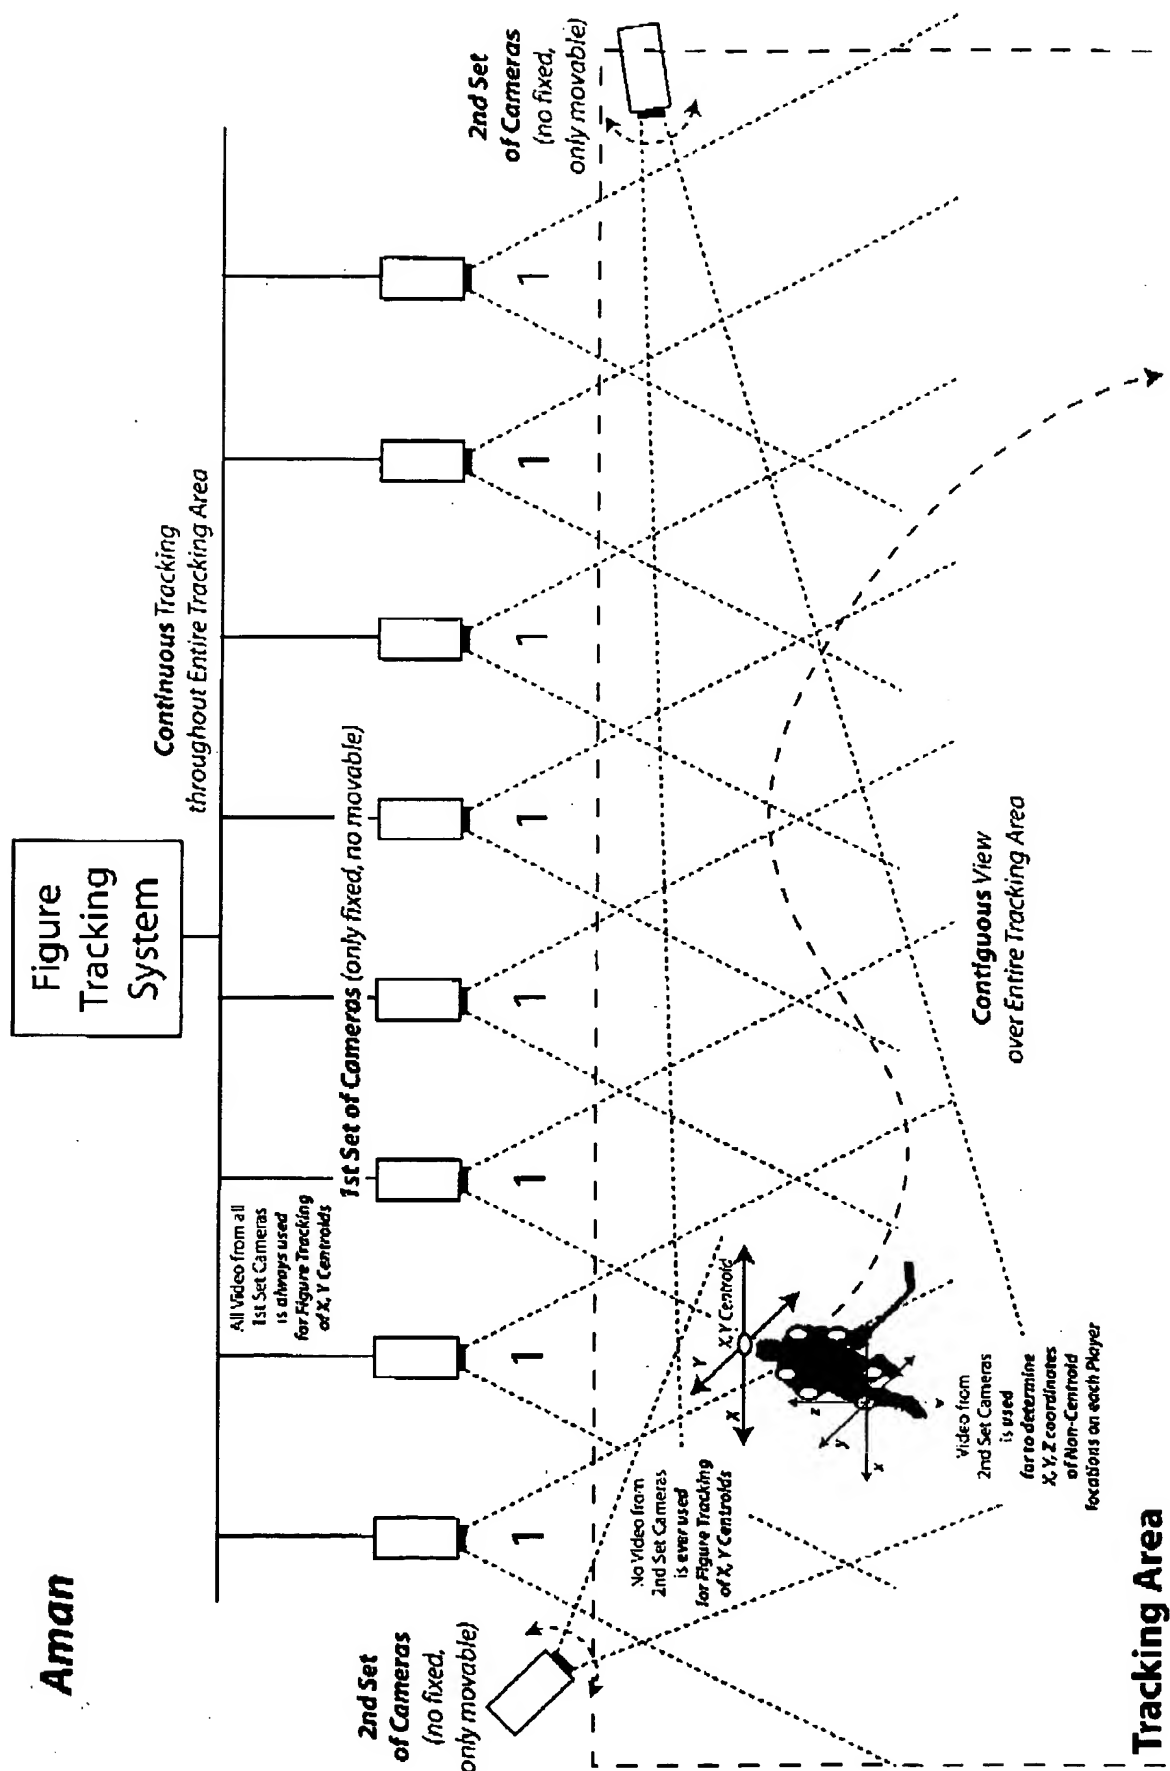 Aman
Figure
Tracking
System
Continuous Tracking
throughout Entire Tracking Area
All Video from all
1st Set Cameras
is always used
for Figure Tracking
of X, Y Centroids
1st Set of Cameras (only fixed, no movable)
2nd Set
of Cameras
(no fixed,
only movable)
1
1
1
1
1
1
1
1
2nd Set
of Cameras
(no fixed,
only movable)
No Video from
2nd Set Cameras
is ever used
for Figure Tracking
of X, Y Centroids
X
Y
X,Y Centroid
z
y
x
Video from
2nd Set Cameras
is used
for to determine
X, Y, Z coordinates
of Non-Centroid
locations on each Player
Contiguous View
over Entire Tracking Area
Tracking Area